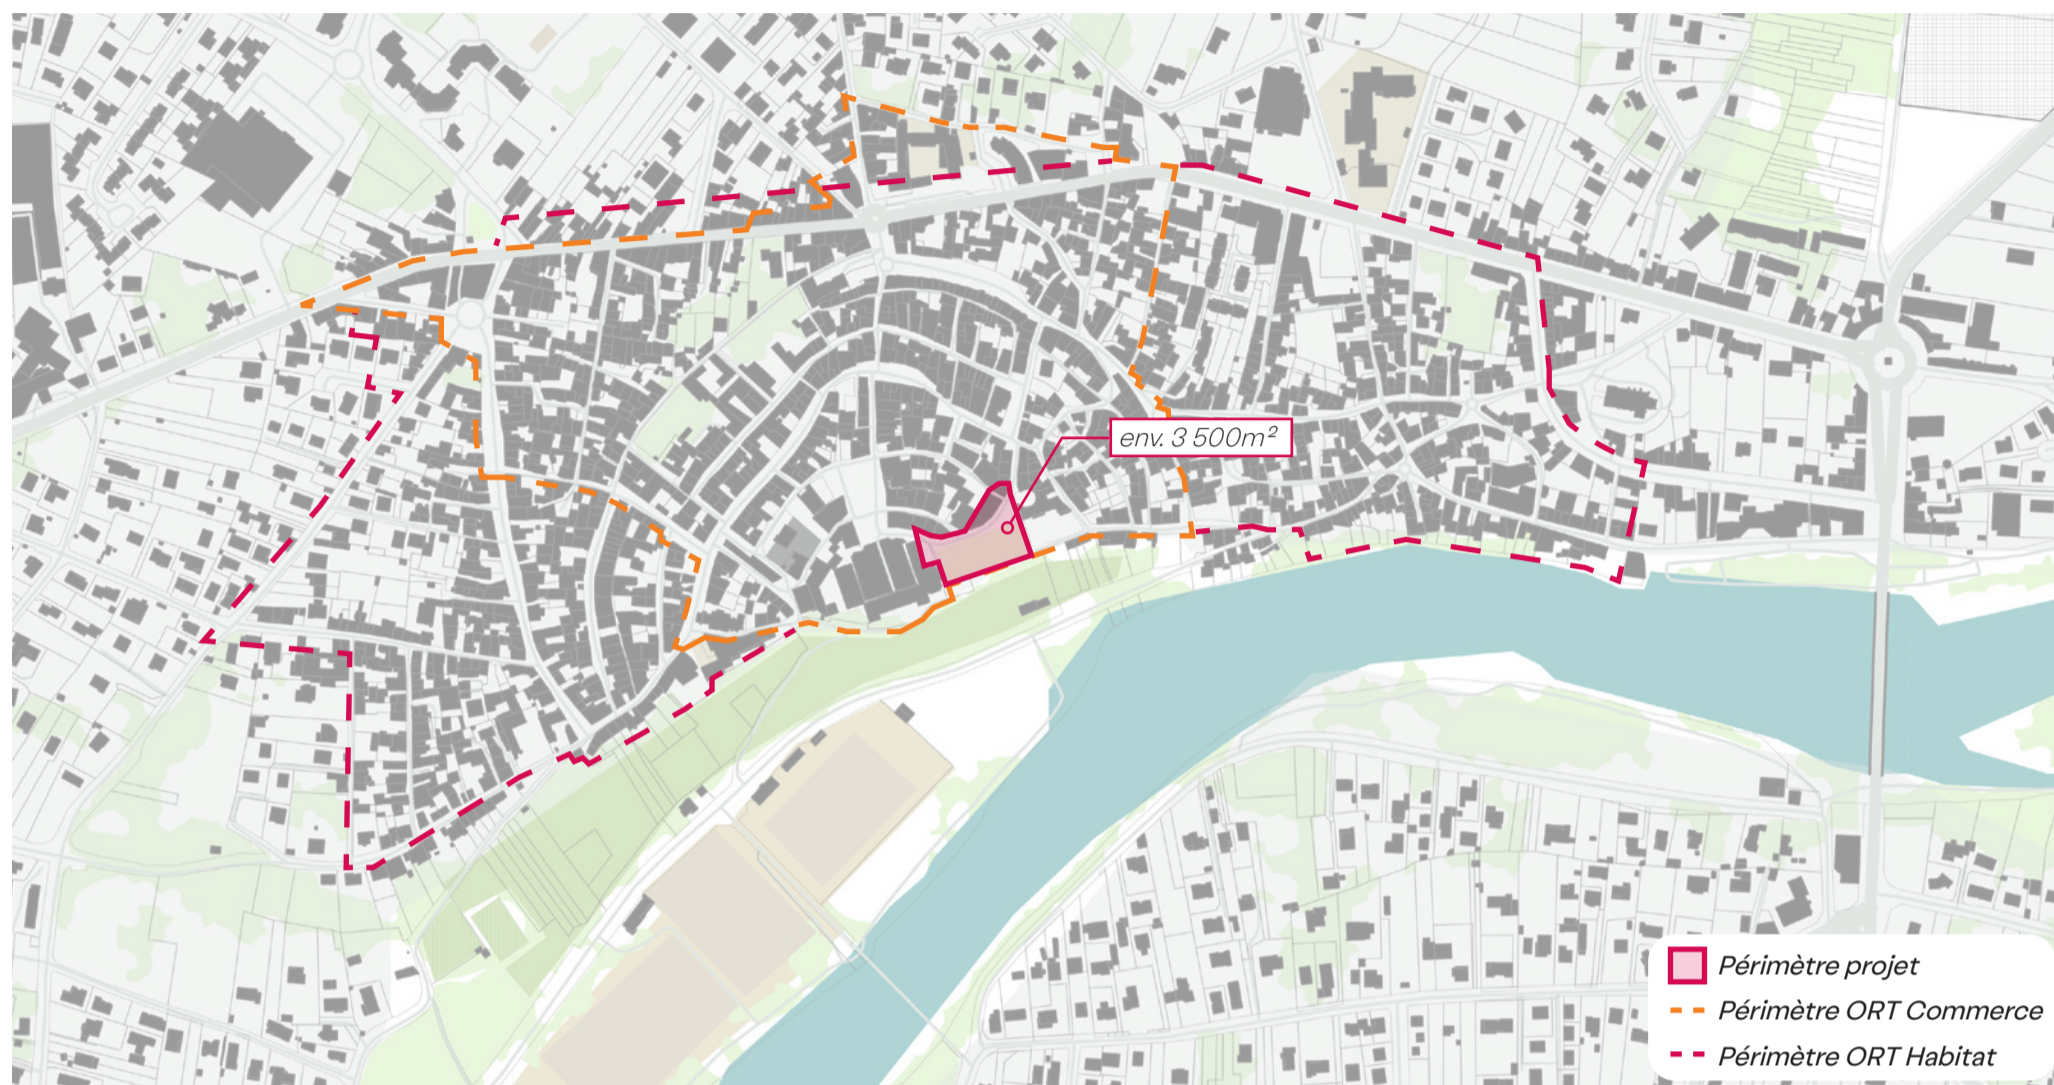 env. 3 500m²
Périmètre projet
Périmètre ORT Commerce
Périmètre ORT Habitat